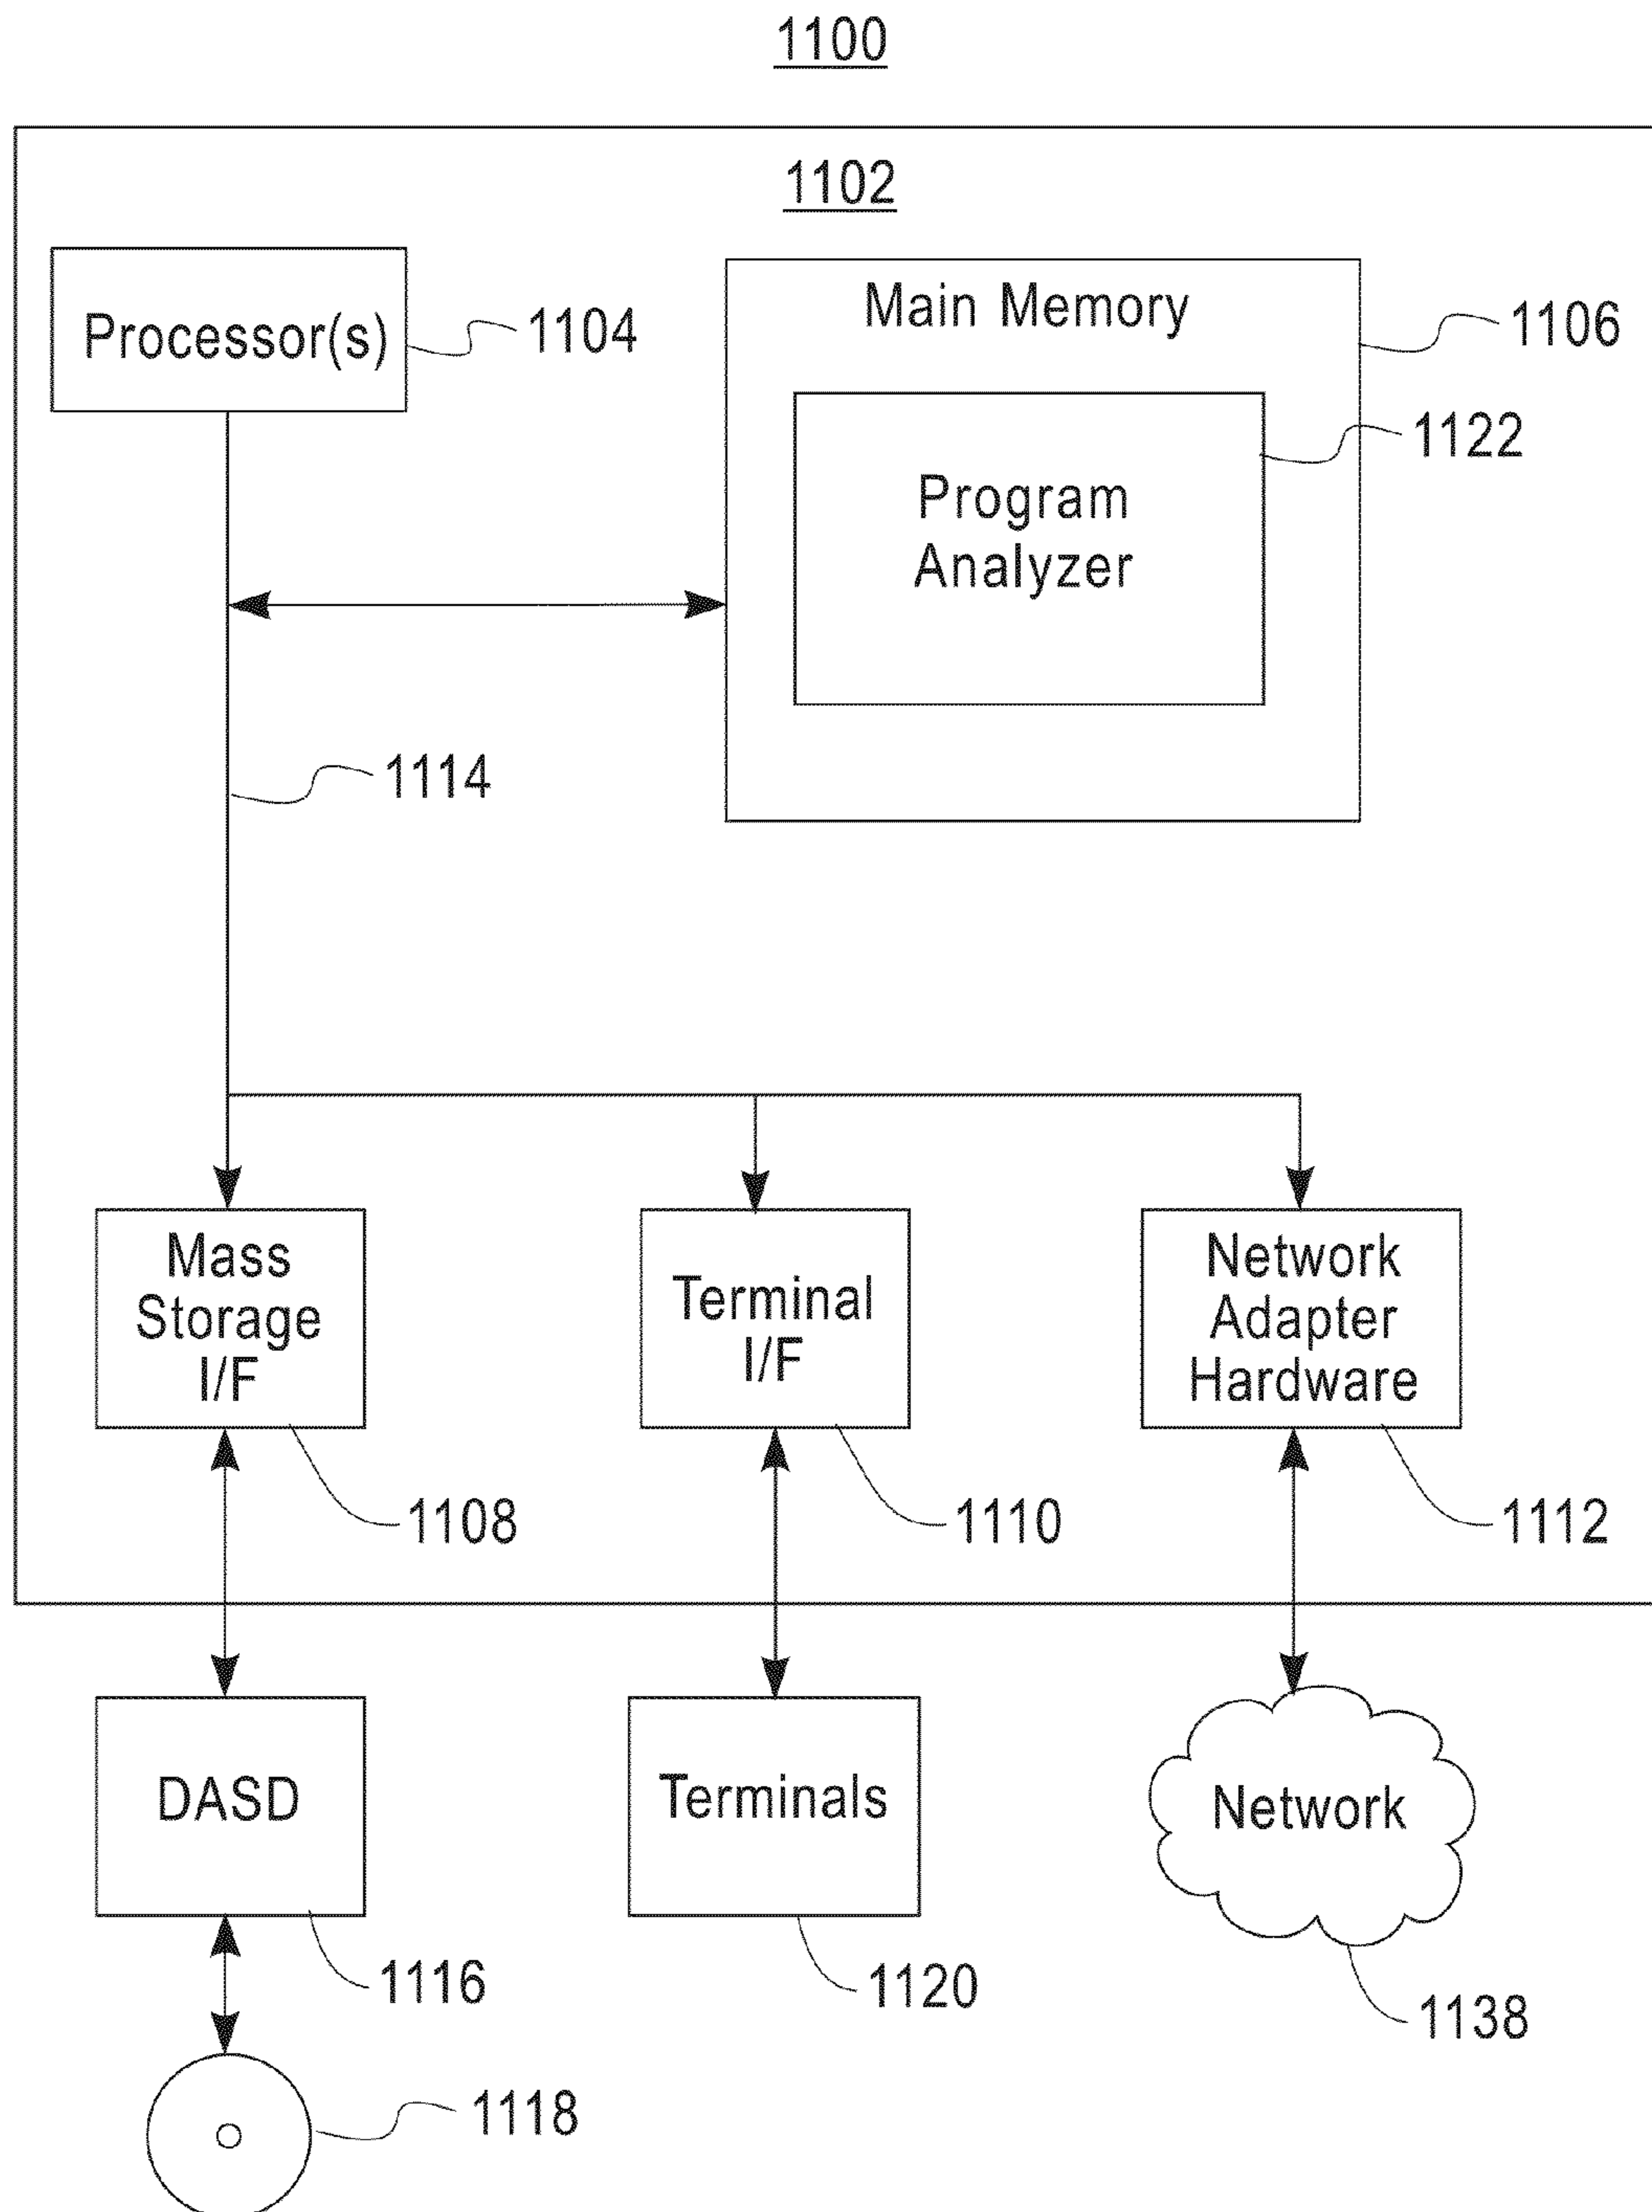 1100
1102
Processor(s)
1104
Main Memory
1106
1122
Program
Analyzer
1114
Mass
Storage
I/F
Terminal
I/F
Network
Adapter
Hardware
1108
1110
1112
DASD
Terminals
Network
1116
1120
1138
1118